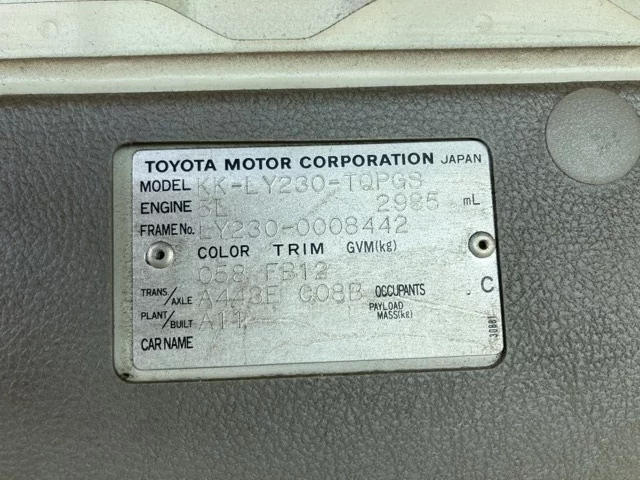 TOYOTA MOTOR CORPORATION JAPAN
MODEL KK-LY230-TQPGS
ENGINE 2985 mL
FRAME No. LY230-0008442
COLOR TRIM GVM(kg)
058 FB12
TRANS/AXLE A443E G08B OCCUPANTS C
PLANT/BUILT A11 PAYLOAD MASS(kg)
CAR NAME